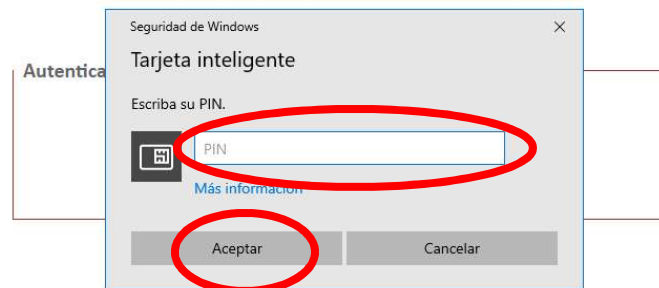 Seguridad de Windows
Tarjeta inteligente
Autentica
Escriba su PIN.
PIN
Más información
Aceptar
Cancelar